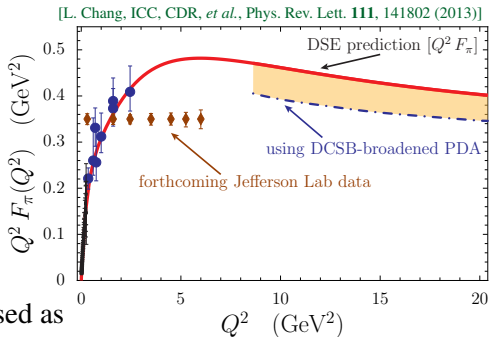 [L. Chang, ICC, CDR, et al., Phys. Rev. Lett. 111, 141802 (2013)]
DSE prediction [Q² Fπ]
using DCSB-broadened PDA
forthcoming Jefferson Lab data
Q² Fπ(Q²) (GeV²)
0.5
0.4
0.3
0.2
0.1
0
0 5 10 15 20
sed as
Q² (GeV²)